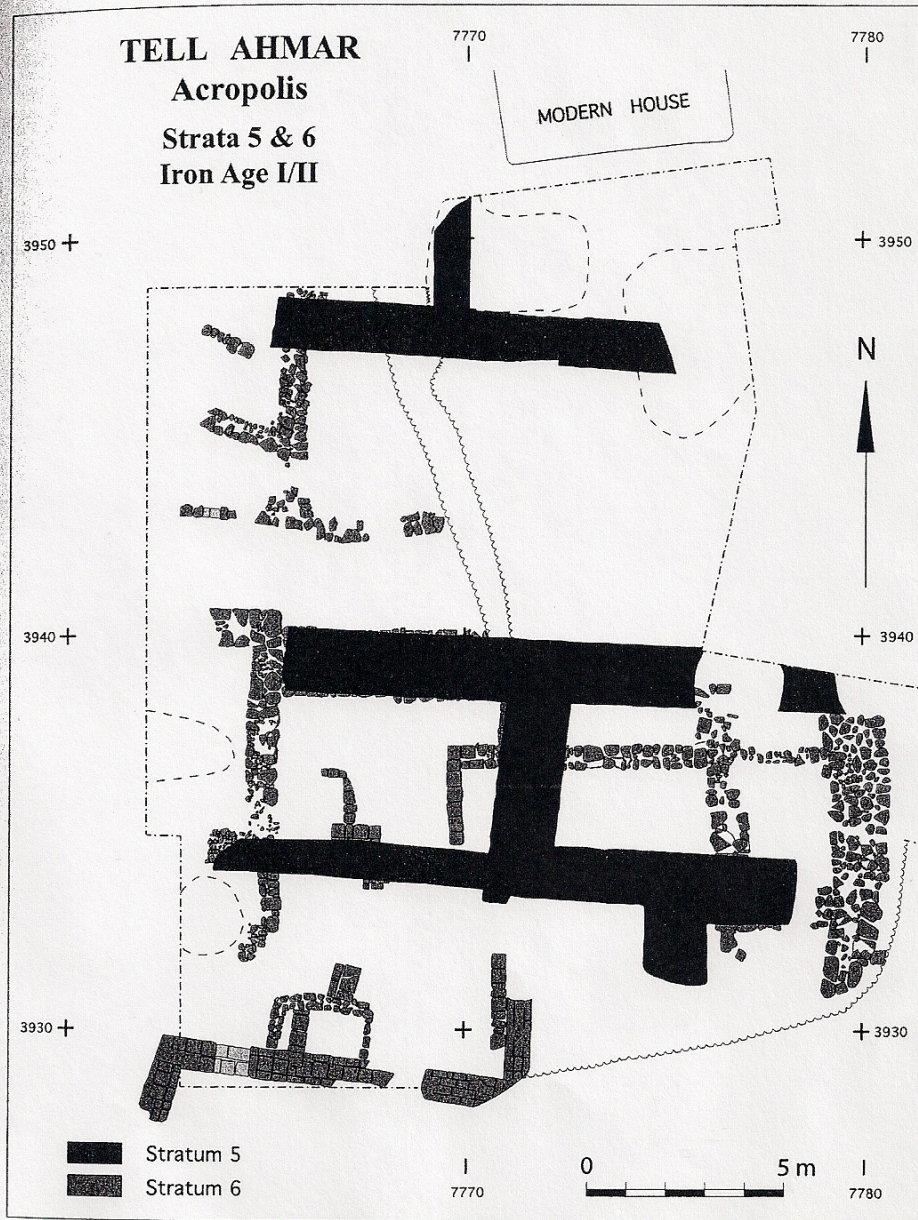 TELL AHMAR
Acropolis
Strata 5 & 6
Iron Age I/II
7770
7780
MODERN HOUSE
3950
3950
N
3940
3940
3930
3930
Stratum 5
Stratum 6
7770
0 5 m
7780